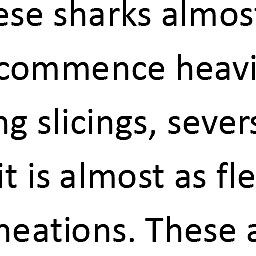 ese sharks almost
commence heavi
ng slicings, severs
it is almost as fle
neations. These a